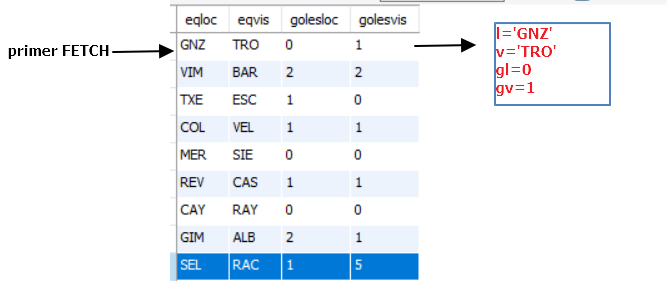 eqloc eqvis golesloc golesvis
primer FETCH GNZ TRO 0 1
l='GNZ'
v='TRO'
gl=0
gv=1
VIM BAR 2 2
TXE ESC 1 0
COL VEL 1 1
MER SIE 0 0
REV CAS 1 1
CAY RAY 0 0
GIM ALB 2 1
SEL RAC 1 5